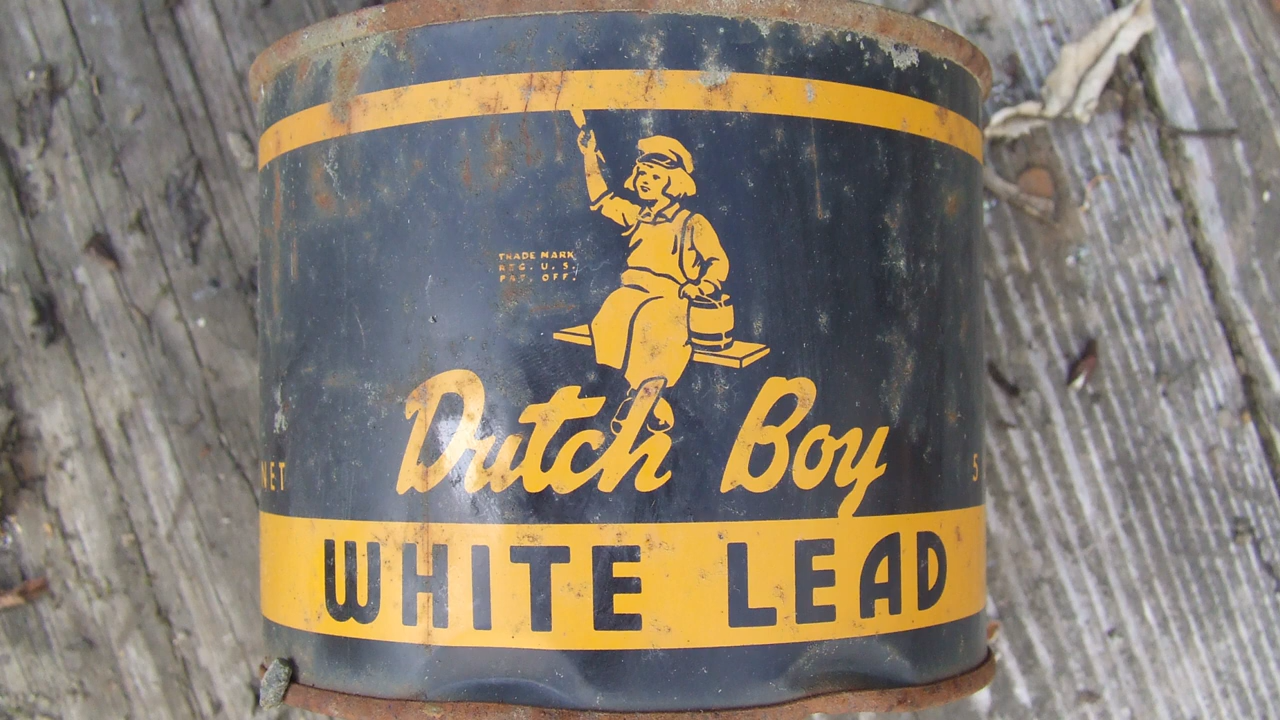 TRADE MARK
REG. U. S.
PAT. OFF.
Dutch Boy
NET
5
WHITE LEAD